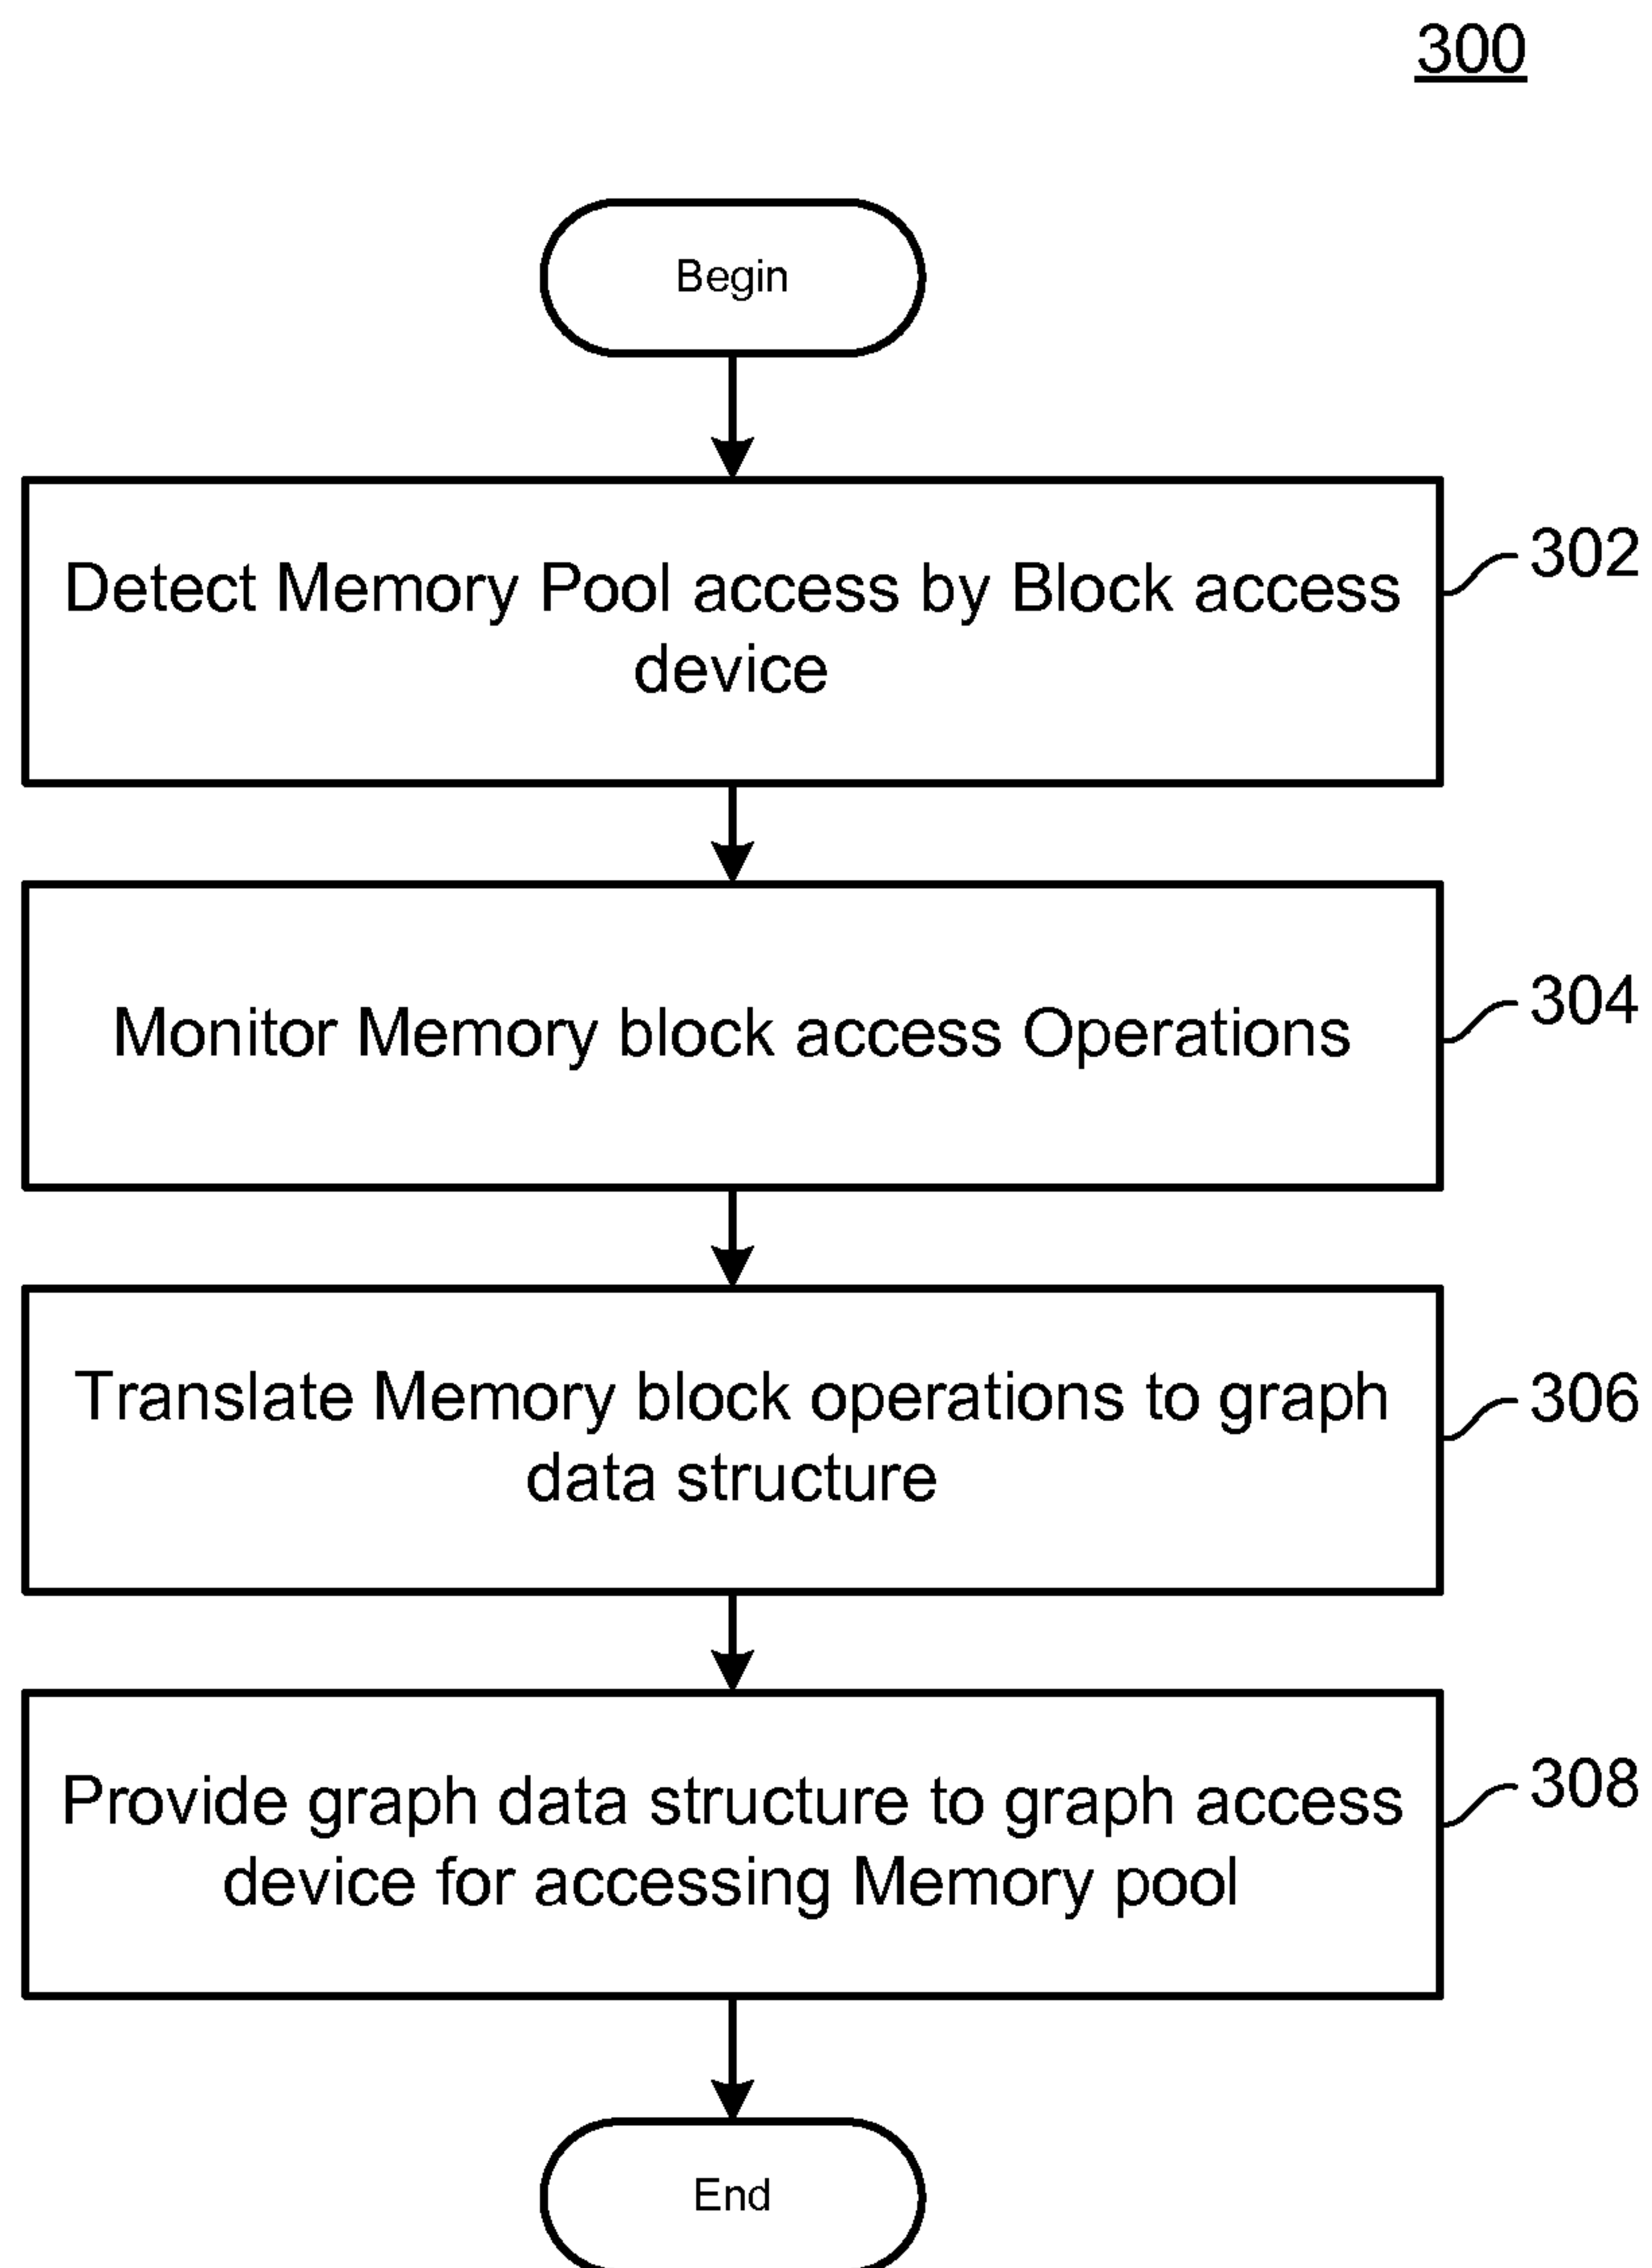 300
Begin
Detect Memory Pool access by Block access
device
302
Monitor Memory block access Operations
304
Translate Memory block operations to graph
data structure
306
Provide graph data structure to graph access
device for accessing Memory pool
308
End